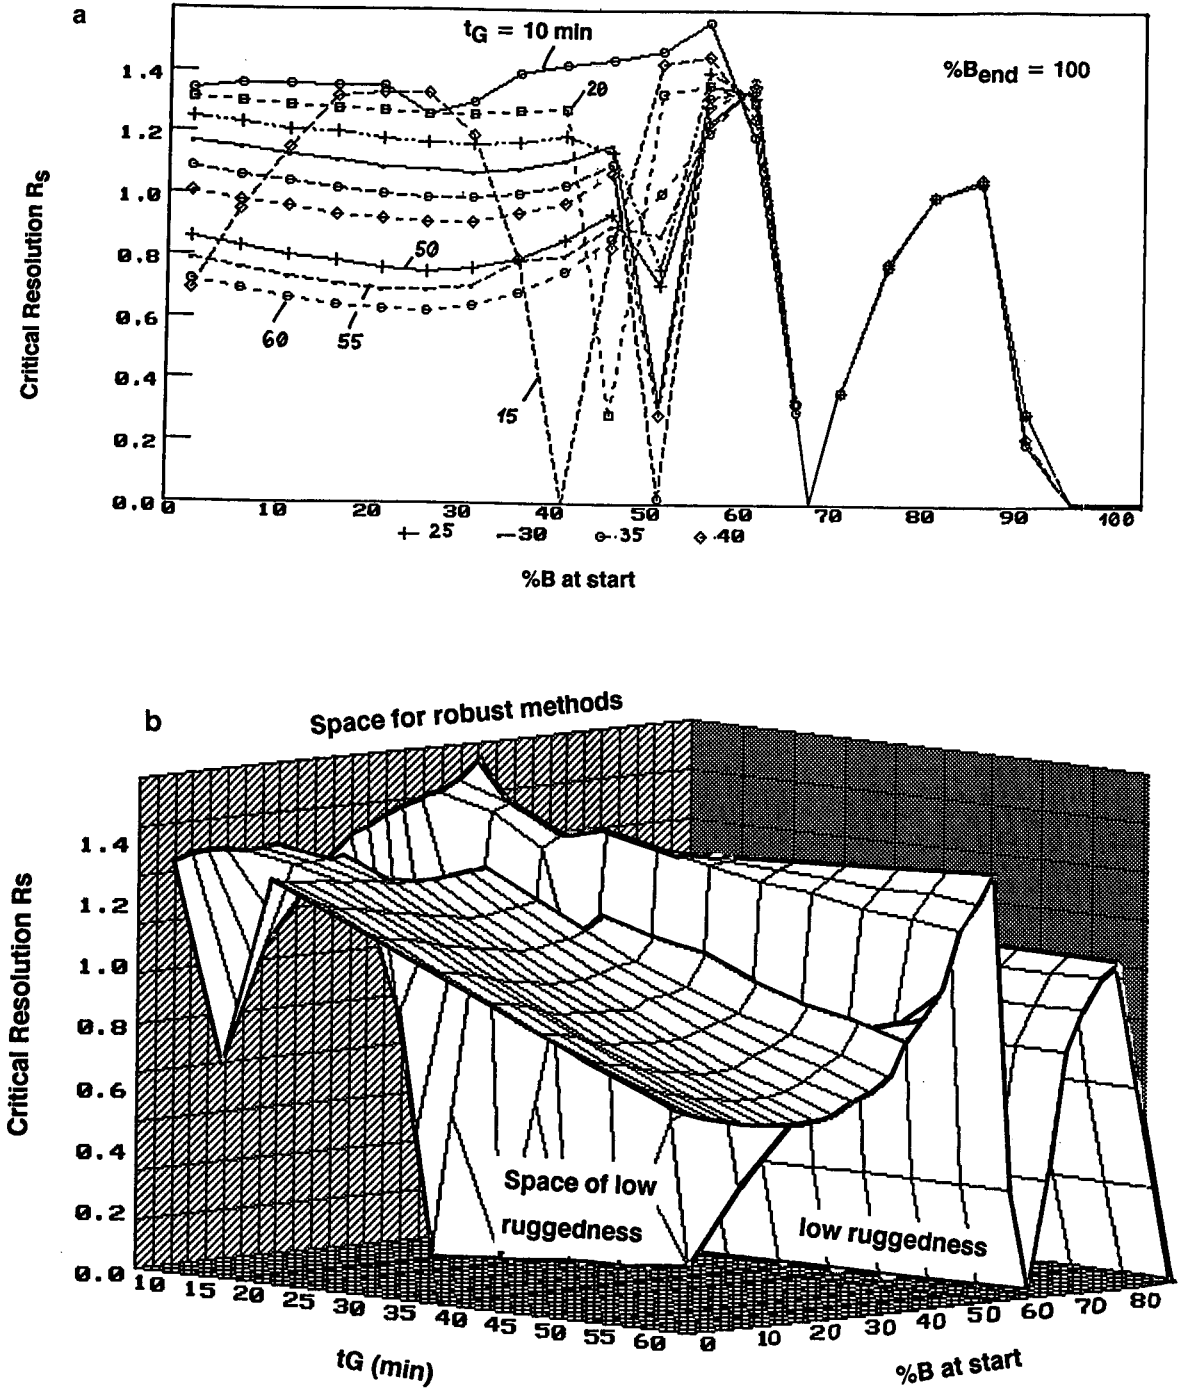 a
tG = 10 min
%Bend = 100
20
50
60
55
15
Critical Resolution Rs
1.4
1.2
1.0
0.8
0.6
0.4
0.2
0.0
0 10 20 30 40 50 60 70 80 90 100
25 30 35 40
%B at start
b
Space for robust methods
Critical Resolution Rs
1.4
1.2
1.0
0.8
0.6
0.4
0.2
0.0
Space of low
ruggedness
low ruggedness
10 15 20 25 30 35 40 45 50 55 60
0 10 20 30 40 50 60 70 80
tG (min)
%B at start